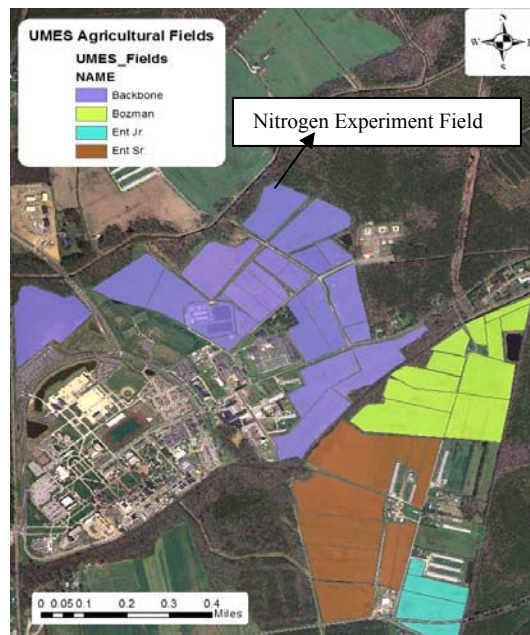 UMES Agricultural Fields
UMES_Fields
NAME
Backbone
Bozman
Ent Jr.
Ent Sr.
N
W
E
S
Nitrogen Experiment Field
0 0.05 0.1 0.2 0.3 0.4
Miles